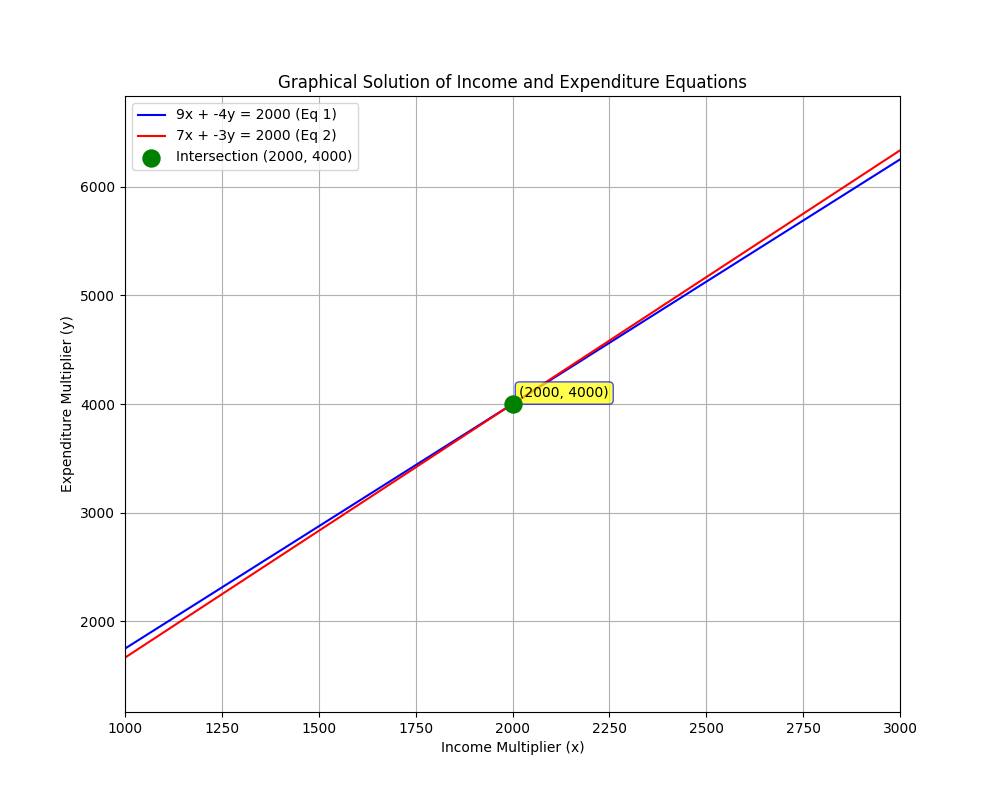 Graphical Solution of Income and Expenditure Equations
9x + -4y = 2000 (Eq 1)
7x + -3y = 2000 (Eq 2)
Intersection (2000, 4000)
6000
5000
4000
3000
2000
Expenditure Multiplier (y)
(2000, 4000)
1000 1250 1500 1750 2000 2250 2500 2750 3000
Income Multiplier (x)